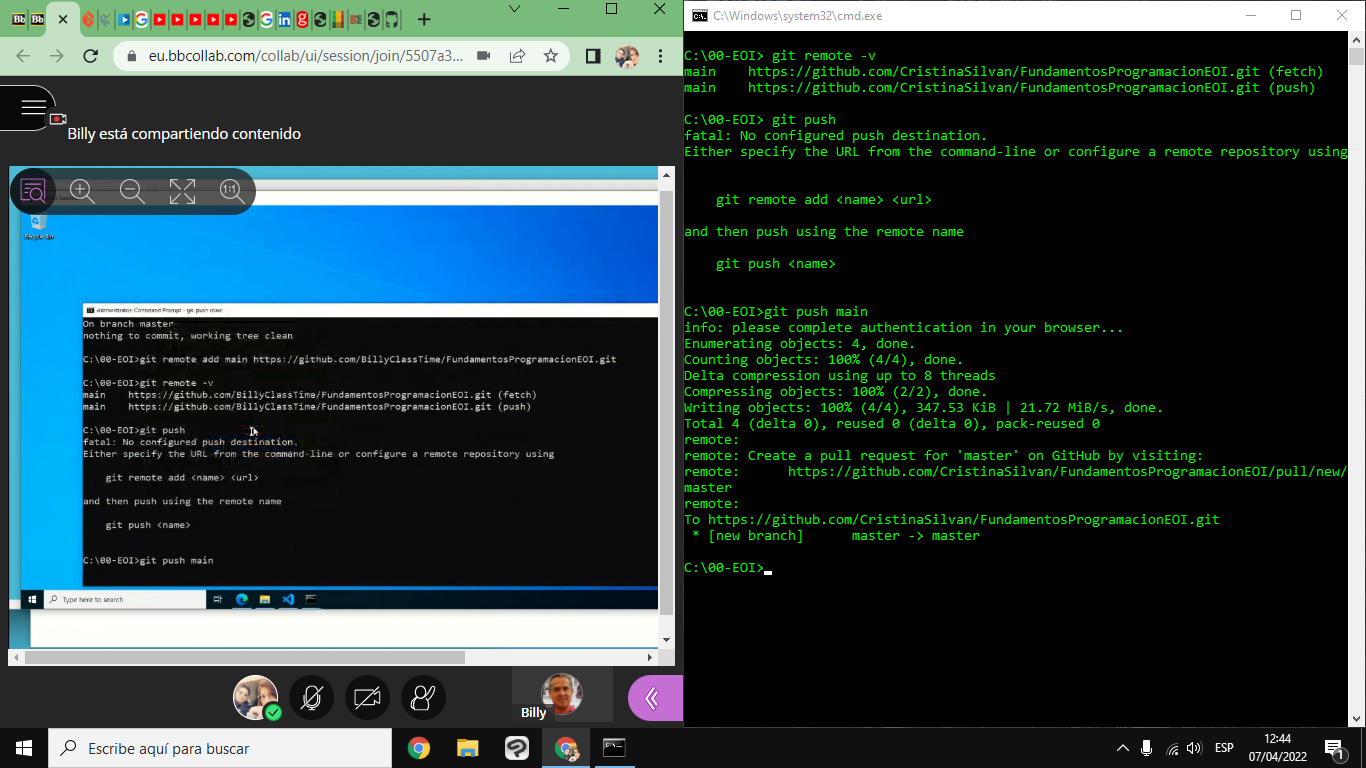 eu.bbcollab.com/collab/ui/session/join/5507a3...
Billy está compartiendo contenido
1:1
Recycle Bin
Administrator: Command Prompt - git push main
On branch master
nothing to commit, working tree clean
C:\00-EOI>git remote add main https://github.com/BillyClassTime/FundamentosProgramacionEOI.git
C:\00-EOI>git remote -v
main    https://github.com/BillyClassTime/FundamentosProgramacionEOI.git (fetch)
main    https://github.com/BillyClassTime/FundamentosProgramacionEOI.git (push)
C:\00-EOI>git push
fatal: No configured push destination.
Either specify the URL from the command-line or configure a remote repository using
git remote add <name> <url>
and then push using the remote name
git push <name>
C:\00-EOI>git push main
Type here to search
Billy
C:\Windows\system32\cmd.exe
C:\00-EOI> git remote -v
main    https://github.com/CristinaSilvan/FundamentosProgramacionEOI.git (fetch)
main    https://github.com/CristinaSilvan/FundamentosProgramacionEOI.git (push)
C:\00-EOI> git push
fatal: No configured push destination.
Either specify the URL from the command-line or configure a remote repository using
git remote add <name> <url>
and then push using the remote name
git push <name>
C:\00-EOI>git push main
info: please complete authentication in your browser...
Enumerating objects: 4, done.
Counting objects: 100% (4/4), done.
Delta compression using up to 8 threads
Compressing objects: 100% (2/2), done.
Writing objects: 100% (4/4), 347.53 KiB | 21.72 MiB/s, done.
Total 4 (delta 0), reused 0 (delta 0), pack-reused 0
remote:
remote: Create a pull request for 'master' on GitHub by visiting:
remote:      https://github.com/CristinaSilvan/FundamentosProgramacionEOI/pull/new/
master
remote:
To https://github.com/CristinaSilvan/FundamentosProgramacionEOI.git
 * [new branch]      master -> master
C:\00-EOI>
Escribe aquí para buscar
ESP
12:44
07/04/2022
1